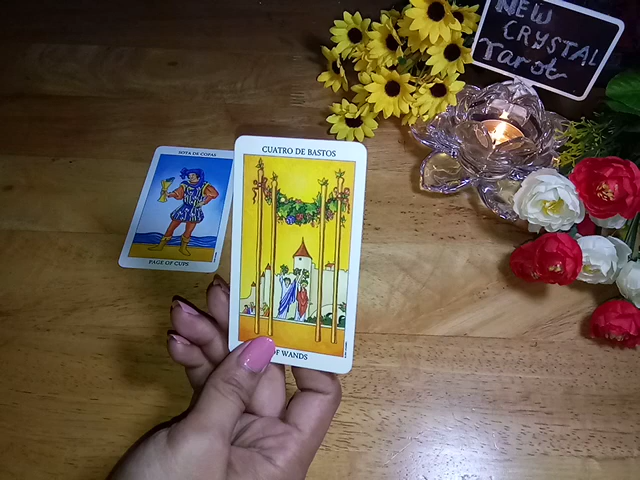 NEW
CRYSTAL
Tarot
SOTA DE COPAS
PAGE OF CUPS
CUATRO DE BASTOS
OF WANDS